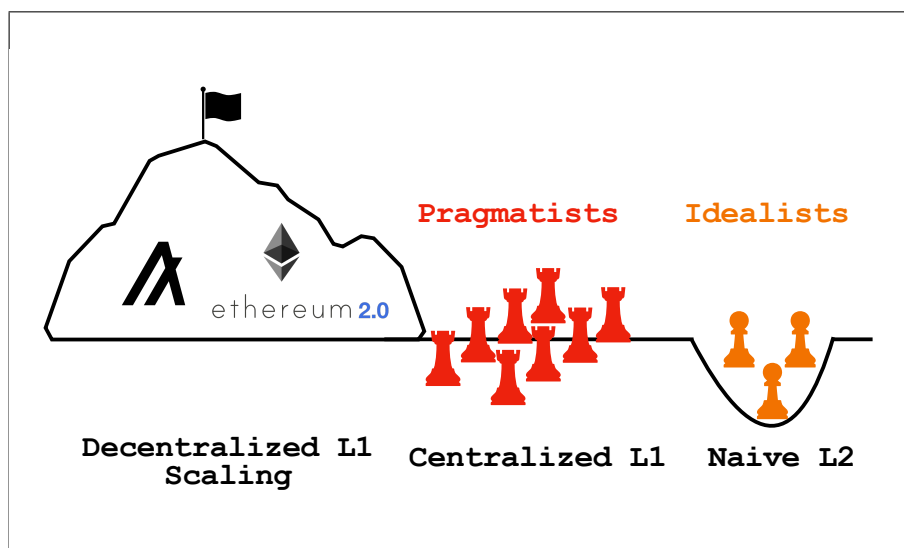 Pragmatists
Idealists
ethereum 2.0
Decentralized L1
Scaling
Centralized L1
Naive L2